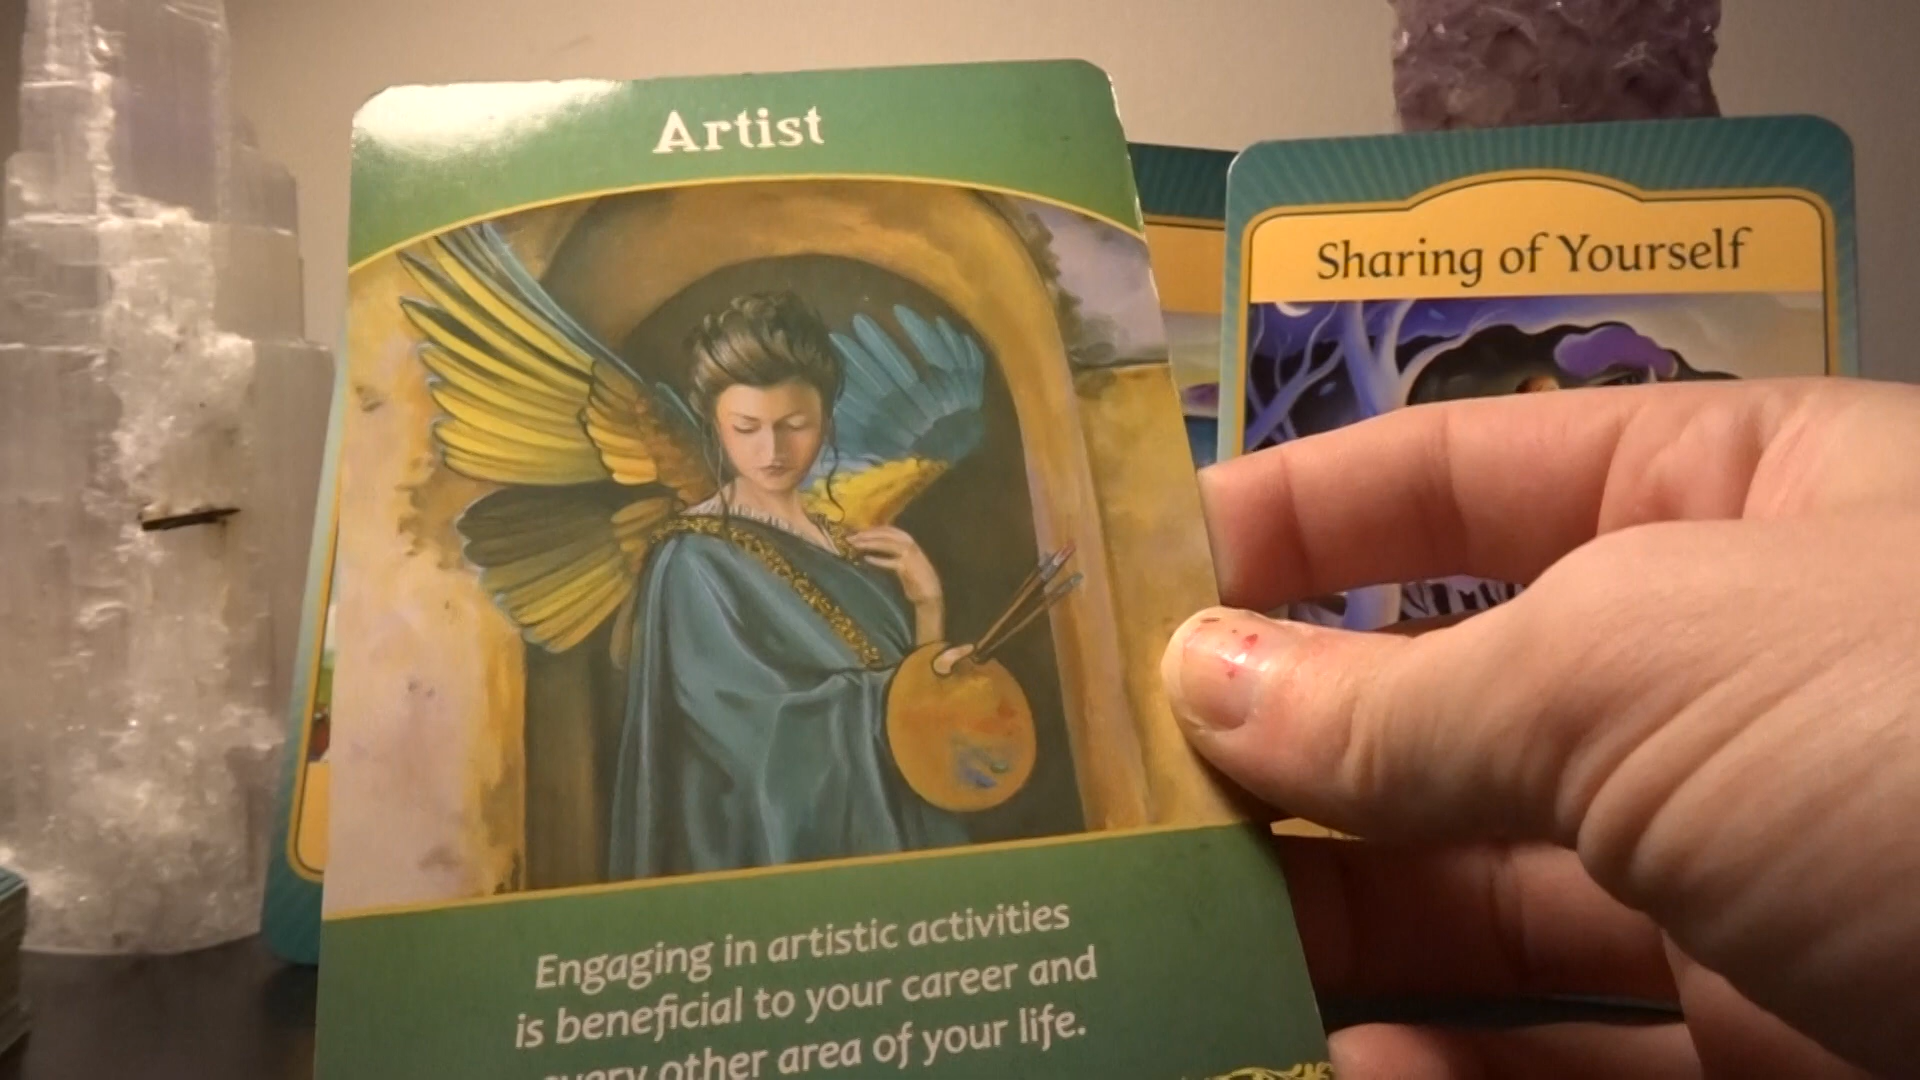 Artist
Sharing of Yourself
Engaging in artistic activities
is beneficial to your career and
every other area of your life.